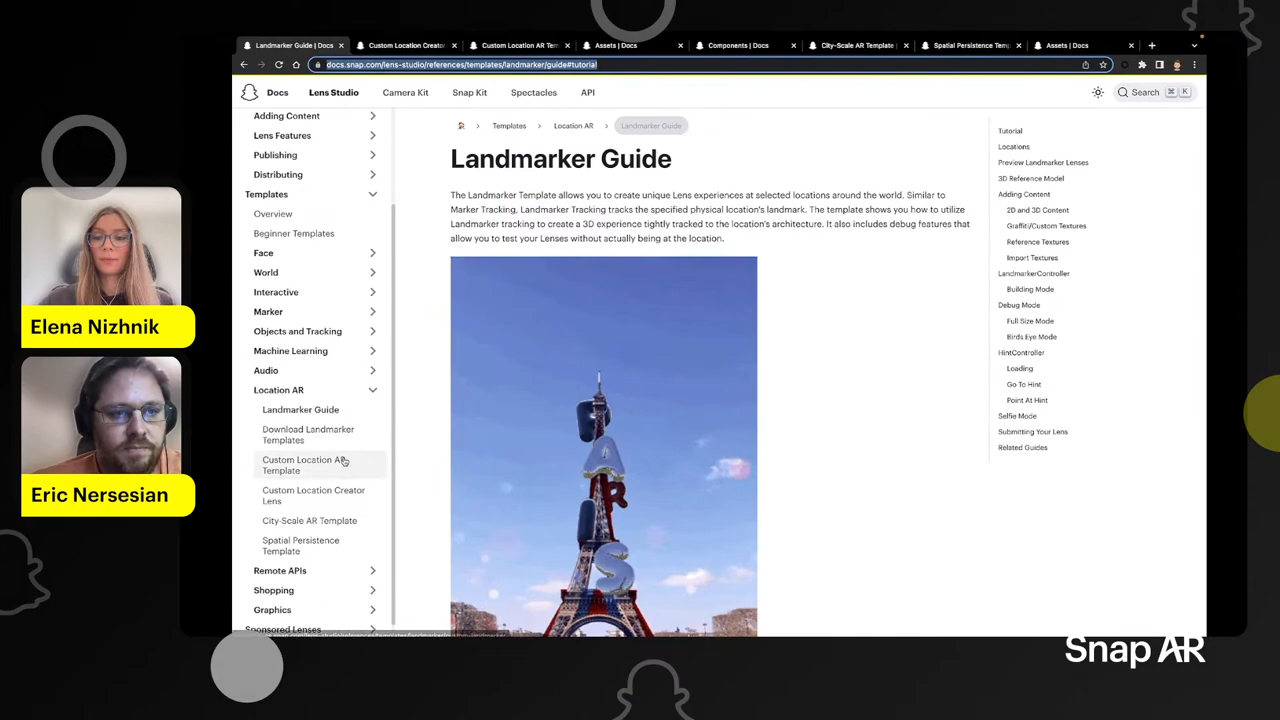 Landmarker Guide | Docs
Custom Location Creator
Custom Location AR Tem
Assets | Docs
Components | Docs
City-Scale AR Template
Spatial Persistence Temp
Assets | Docs
docs.snap.com/lens-studio/references/templates/landmarker/guide#tutorial
Docs
Lens Studio
Camera Kit
Snap Kit
Spectacles
API
Search
⌘
K
Adding Content
Lens Features
Publishing
Distributing
Templates
Overview
Beginner Templates
Face
World
Interactive
Marker
Objects and Tracking
Machine Learning
Audio
Location AR
Landmarker Guide
Download Landmarker
Templates
Custom Location AR
Template
Custom Location Creator
Lens
City-Scale AR Template
Spatial Persistence
Template
Remote APIs
Shopping
Graphics
Sponsored Lenses
Templates
Location AR
Landmarker Guide
Landmarker Guide
The Landmarker Template allows you to create unique Lens experiences at selected locations around the world. Similar to
Marker Tracking, Landmarker Tracking tracks the specified physical location's landmark. The template shows you how to utilize
Landmarker tracking to create a 3D experience tightly tracked to the location's architecture. It also includes debug features that
allow you to test your Lenses without actually being at the location.
P
A
R
I
S
Tutorial
Locations
Preview Landmarker Lenses
3D Reference Model
Adding Content
2D and 3D Content
Graffiti/Custom Textures
Reference Textures
Import Textures
LandmarkerController
Building Mode
Debug Mode
Full Size Mode
Birds Eye Mode
HintController
Loading
Go To Hint
Point At Hint
Selfie Mode
Submitting Your Lens
Related Guides
Elena Nizhnik
Eric Nersesian
Snap AR